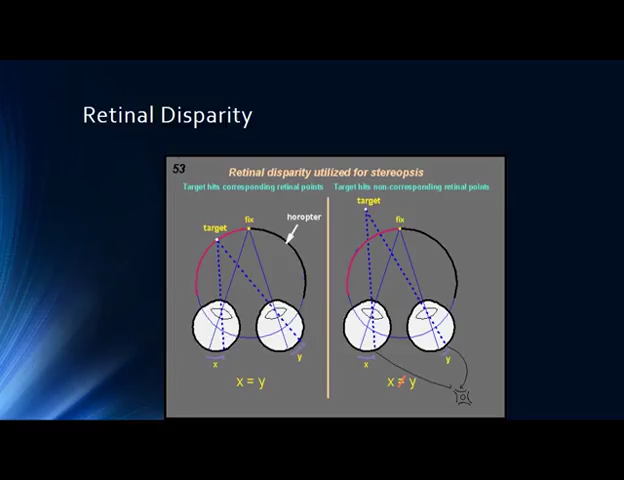 Retinal Disparity
53
Retinal disparity utilized for stereopsis
Target hits corresponding retinal points
Target hits non-corresponding retinal points
target
fix
horopter
x
y
x = y
target
fix
x
y
x ≠ y